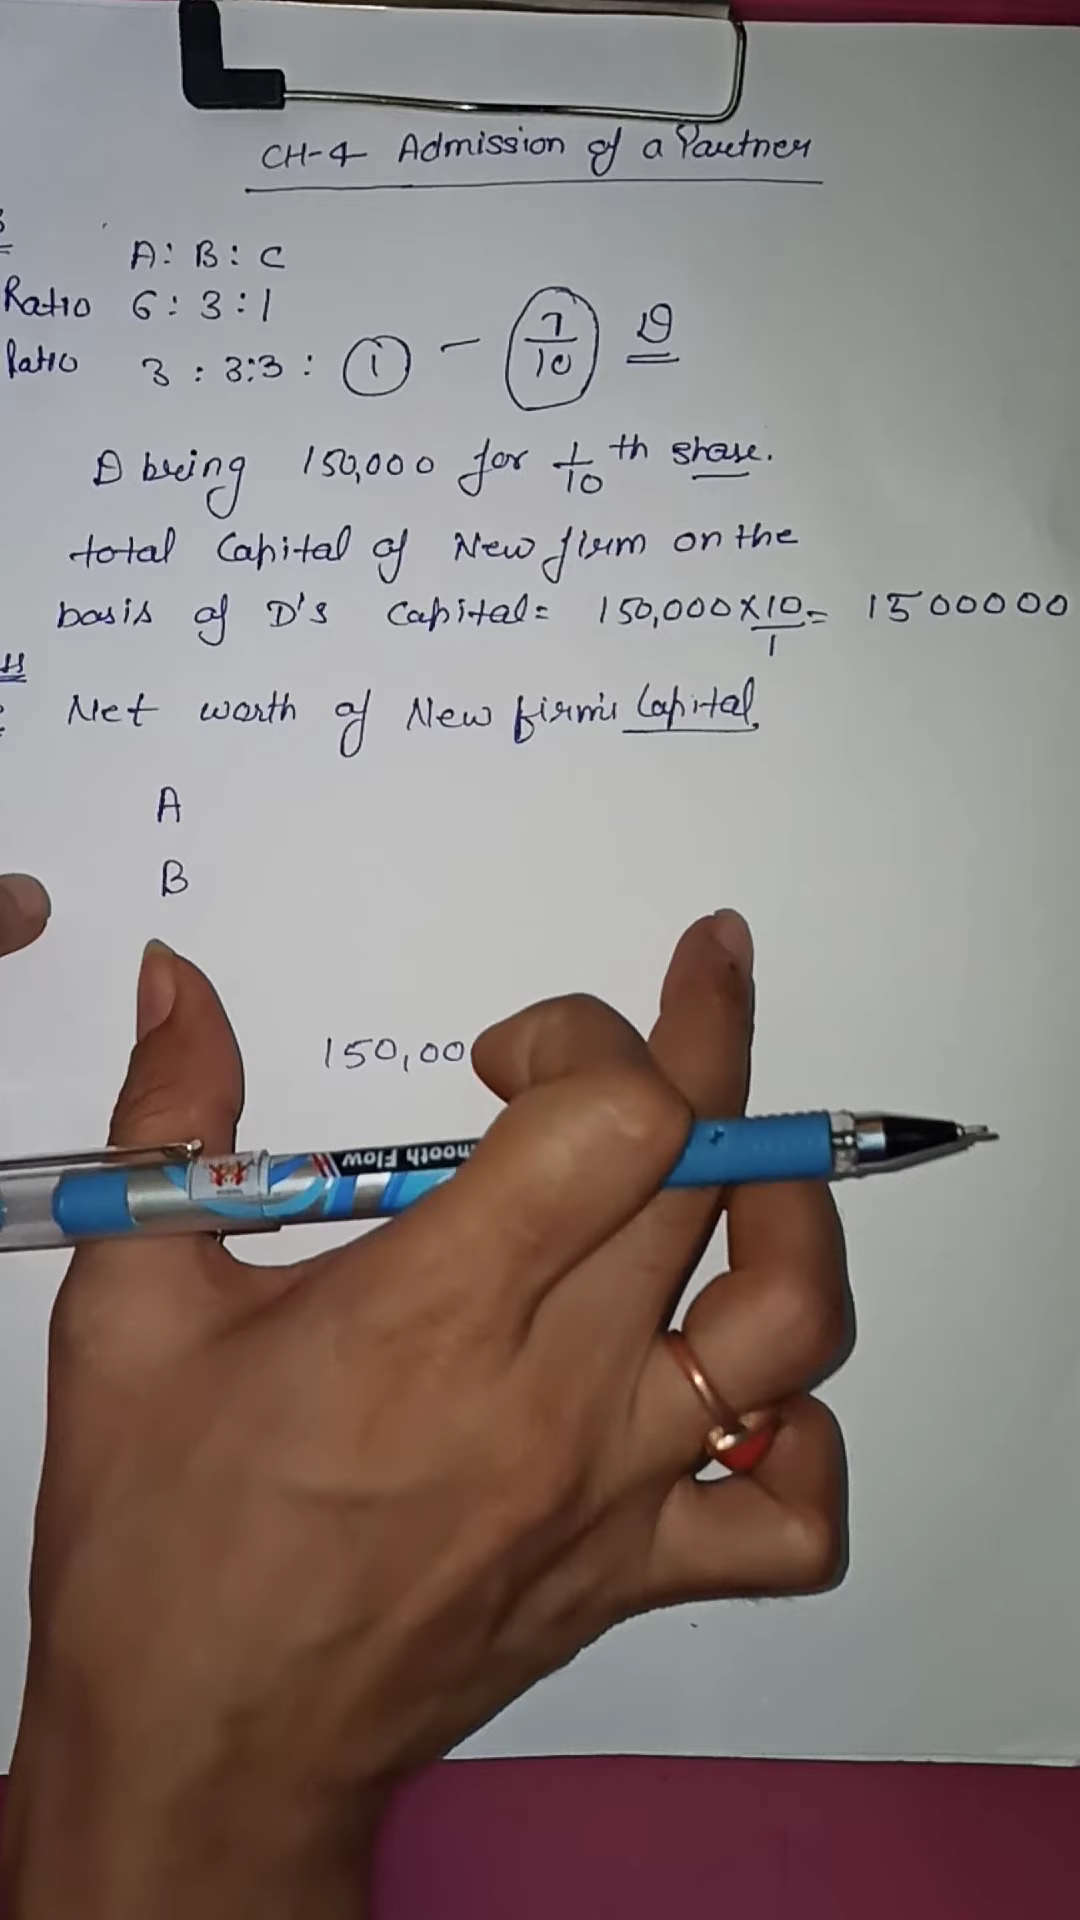 CH-4 Admission of a Partner
A: B: C
Ratio 6: 3:1
Ratio 3 : 3:3 : 1 - 1/10 D
D bring 150,000 for 1/10 th share.
total Capital of New firm on the
basis of D's Capital= 150,000×10/1= 1500000
Net worth of New firm's Capital
A
B
150,00
mooth Flow